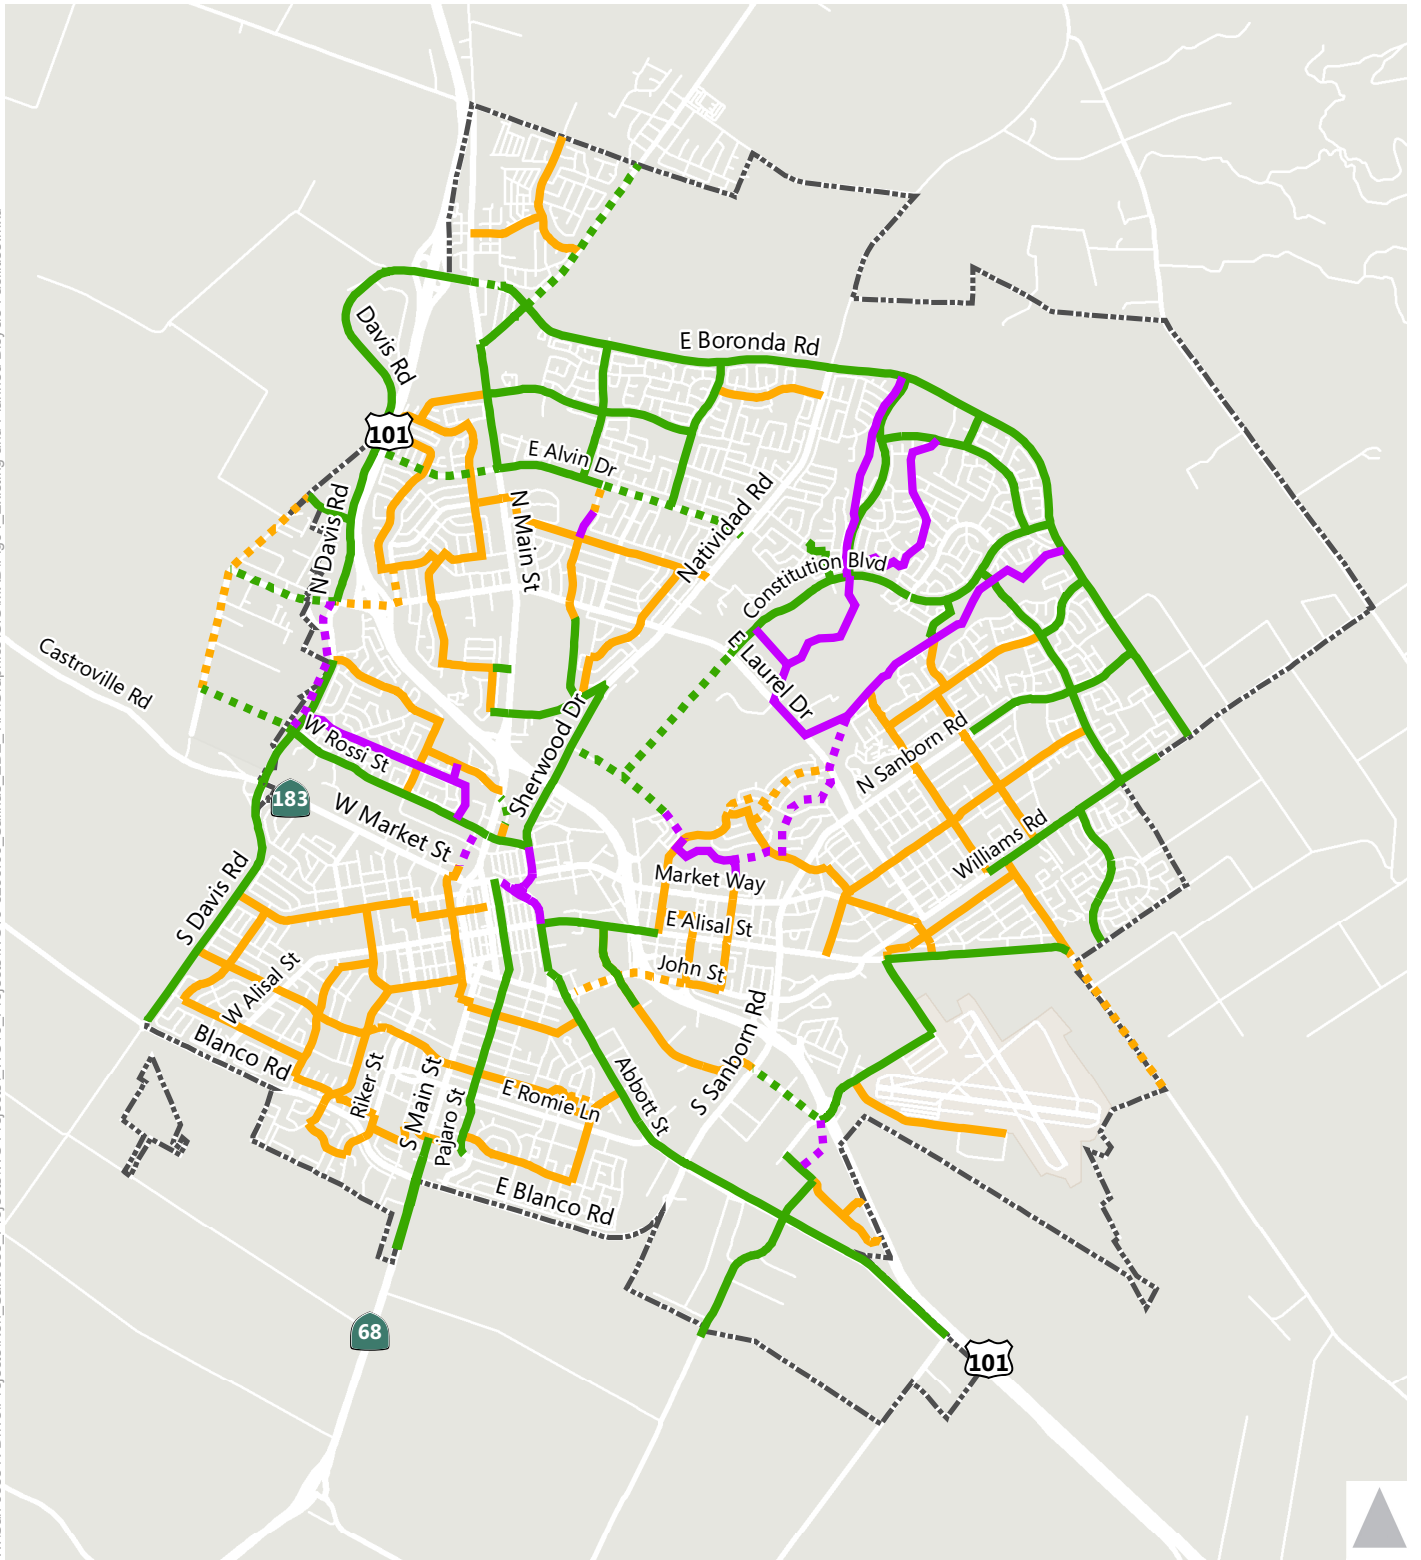 E Boronda Rd
Davis Rd
101
E Alvin Dr
N Main St
Natividad Rd
N Davis Rd
Constitution Blvd
E Laurel Dr
Castroville Rd
W Rossi St
Sherwood Dr
N Sanborn Rd
183
W Market St
Williams Rd
Market Way
S Davis Rd
E Alisal St
John St
W Alisal St
Blanco Rd
Riker St
S Main St
Pajaro St
E Romie Ln
Abbott St
S Sanborn Rd
E Blanco Rd
68
101